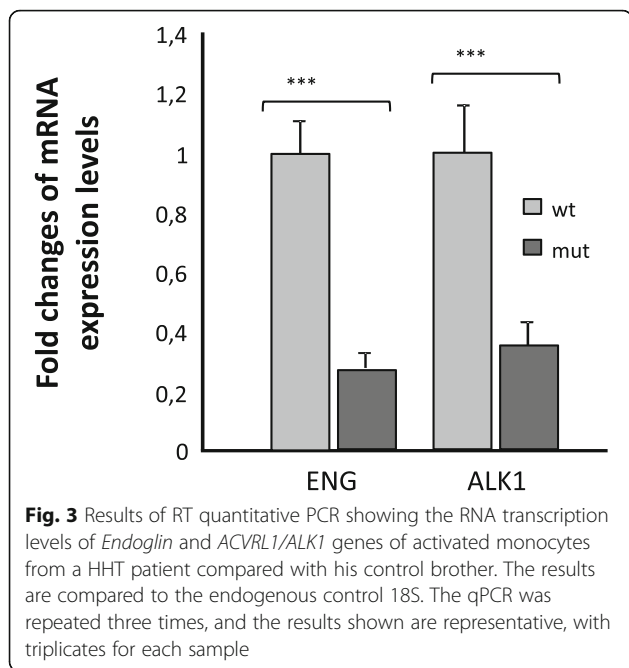 Fold changes of mRNA
expression levels
1,4
1,2
1
0,8
0,6
0,4
0,2
0
***
***
wt
mut
ENG
ALK1
Fig. 3 Results of RT quantitative PCR showing the RNA transcription
levels of Endoglin and ACVRL1/ALK1 genes of activated monocytes
from a HHT patient compared with his control brother. The results
are compared to the endogenous control 18S. The qPCR was
repeated three times, and the results shown are representative, with
triplicates for each sample